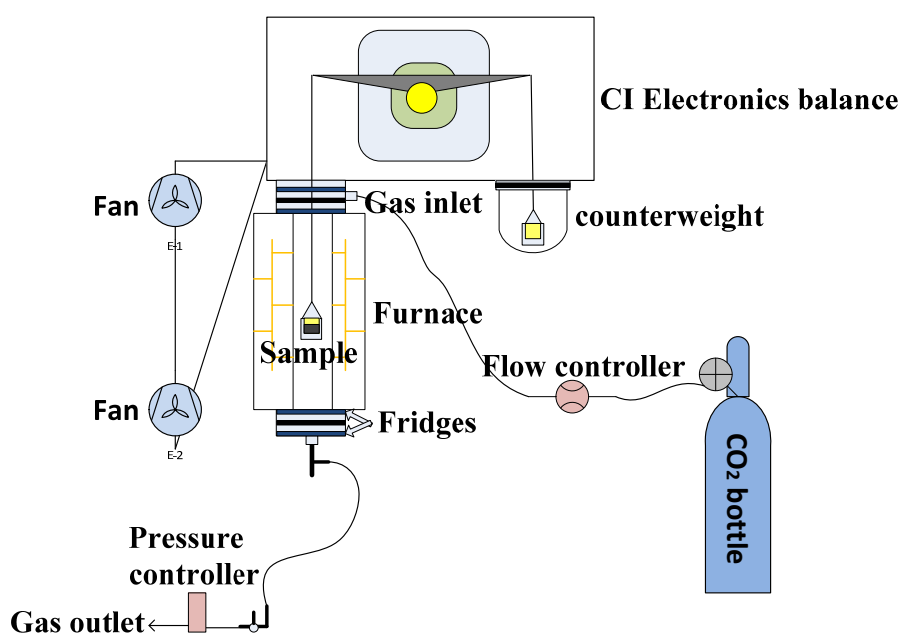 CI Electronics balance
Fan
E-1
Gas inlet
counterweight
Furnace
Sample
Flow controller
Fan
E-2
Fridges
CO₂ bottle
Pressure
controller
Gas outlet